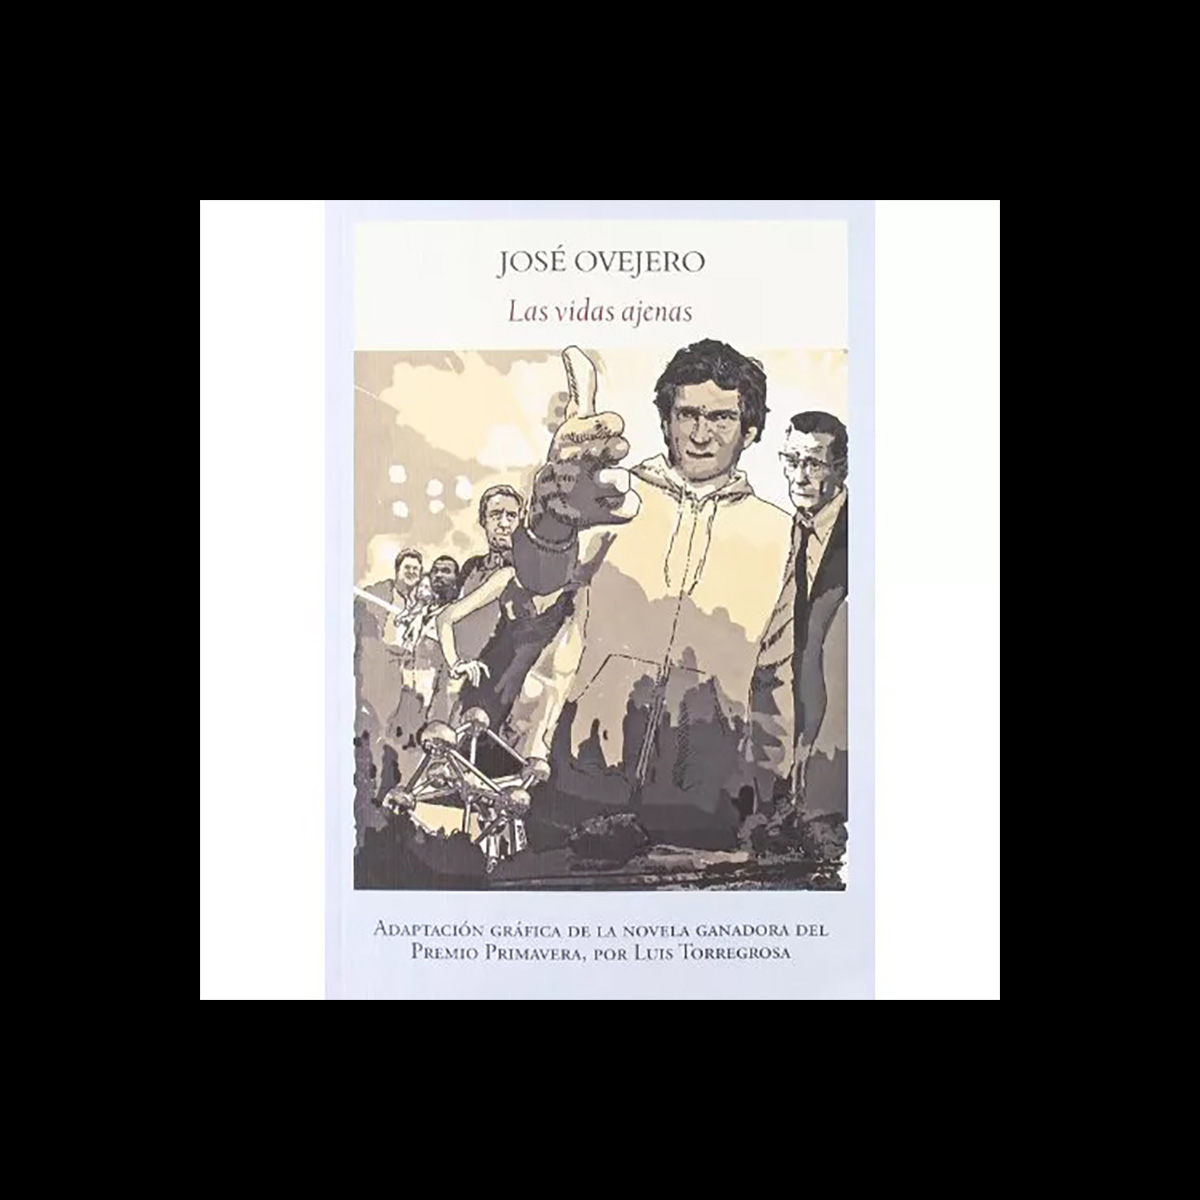 JOSÉ OVEJERO
Las vidas ajenas
ADAPTACIÓN GRÁFICA DE LA NOVELA GANADORA DEL
PREMIO PRIMAVERA, POR LUIS TORREGROSA